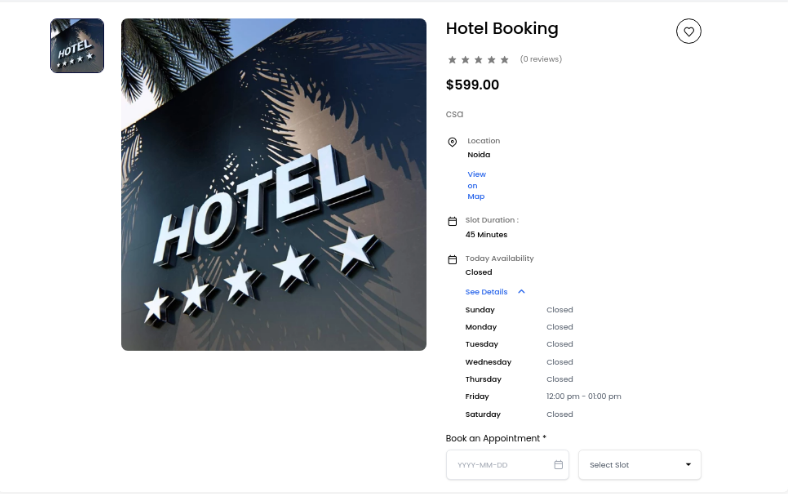 HOTEL
HOTEL
Hotel Booking
(0 reviews)
$599.00
csa
Location
Noida
View
on
Map
Slot Duration :
45 Minutes
Today Availability
Closed
See Details
Sunday Closed
Monday Closed
Tuesday Closed
Wednesday Closed
Thursday Closed
Friday 12:00 pm - 01:00 pm
Saturday Closed
Book an Appointment *
YYYY-MM-DD Select Slot